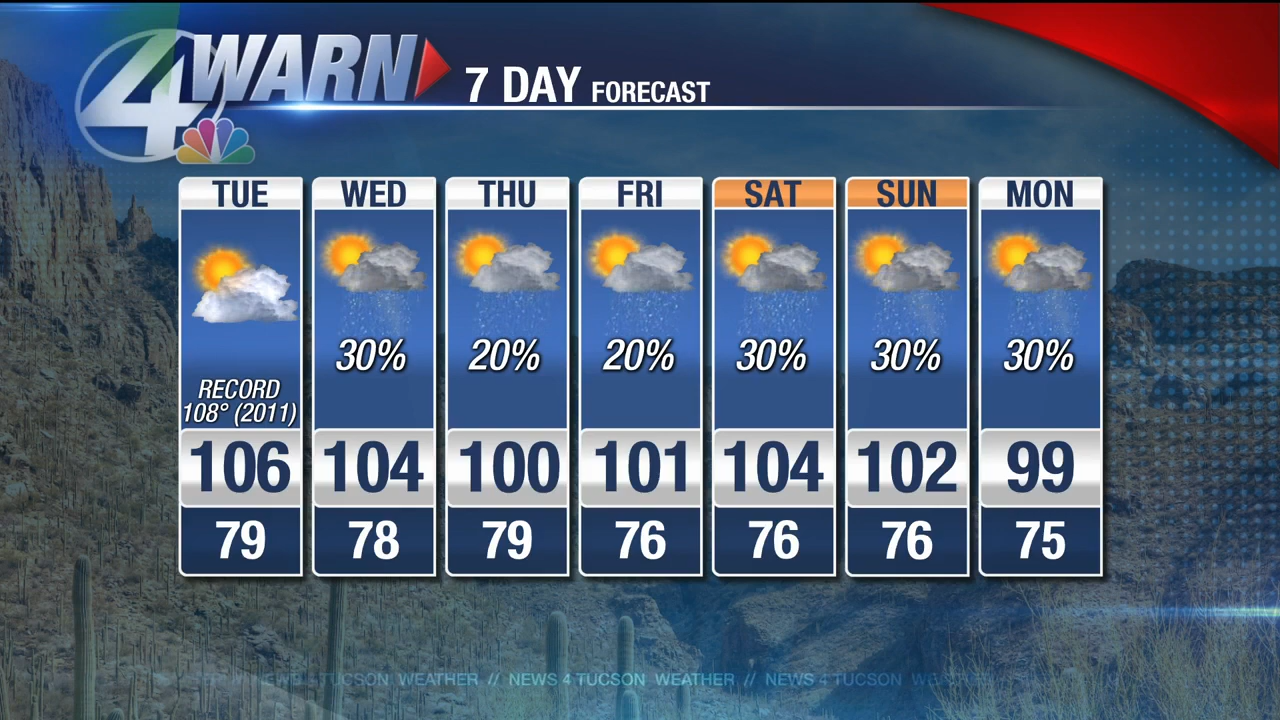 4WARN
7 DAY FORECAST
TUE WED THU FRI SAT SUN MON
30% 20% 20% 30% 30% 30%
RECORD
108° (2011)
106 104 100 101 104 102 99
79 78 79 76 76 76 75
TUCSON WEATHER // NEWS 4 TUCSON WEATHER // NEWS 4 TUCSON